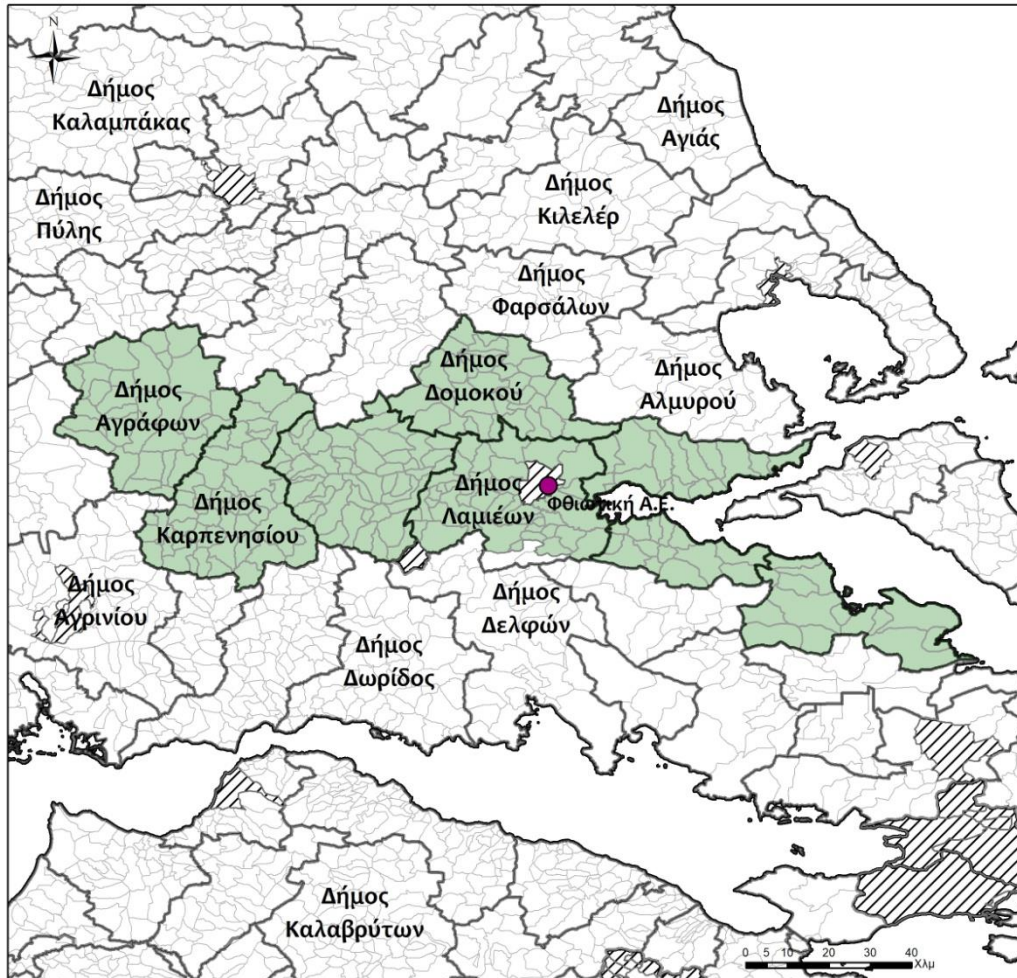 N
Δήμος
Καλαμπάκας
Δήμος
Αγιάς
Δήμος
Πύλης
Δήμος
Κιλελέρ
Δήμος
Φαρσάλων
Δήμος
Δομοκού
Δήμος
Αλμυρού
Δήμος
Αγράφων
Δήμος
Λαμιέων
Φθιωτική Α.Ε.
Δήμος
Καρπενησίου
Δήμος
Αγρινίου
Δήμος
Δελφών
Δήμος
Δωρίδος
Δήμος
Καλαβρύτων
0 5 10 20 30 40
Χλμ